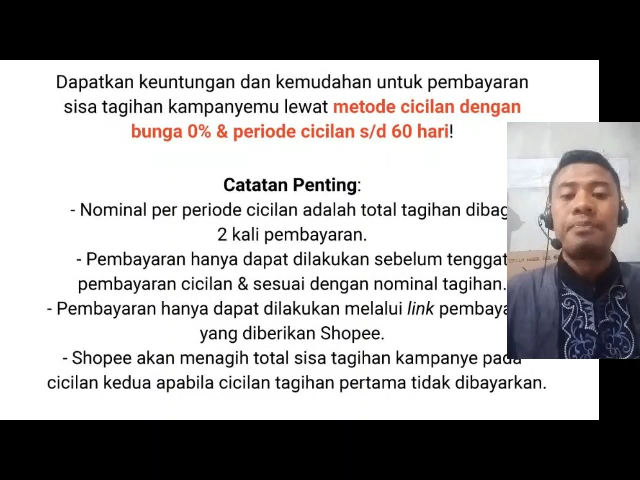 Dapatkan keuntungan dan kemudahan untuk pembayaran
sisa tagihan kampanyemu lewat metode cicilan dengan
bunga 0% & periode cicilan s/d 60 hari!
Catatan Penting:
- Nominal per periode cicilan adalah total tagihan dibag
2 kali pembayaran.
- Pembayaran hanya dapat dilakukan sebelum tenggat
pembayaran cicilan & sesuai dengan nominal tagihan.
- Pembayaran hanya dapat dilakukan melalui link pembaya
yang diberikan Shopee.
- Shopee akan menagih total sisa tagihan kampanye pada
cicilan kedua apabila cicilan tagihan pertama tidak dibayarkan.